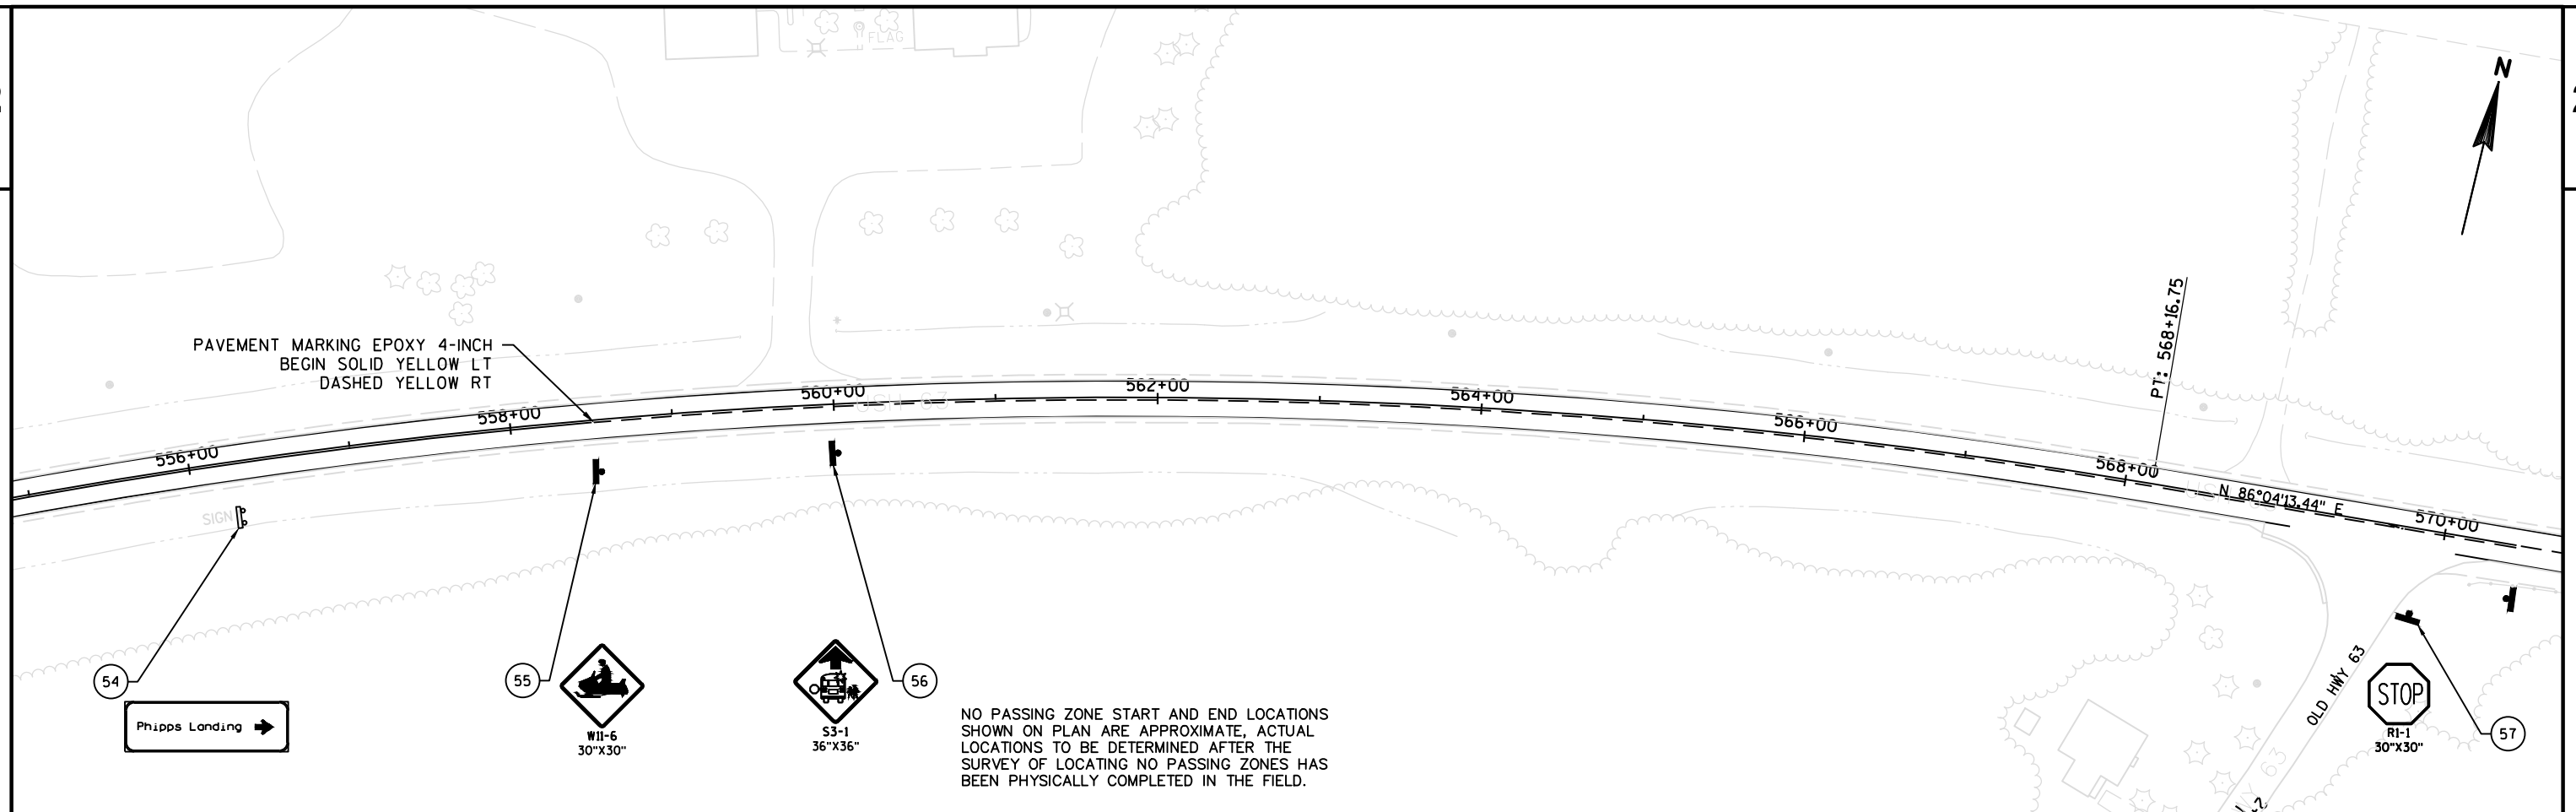 FLAG
N
PT: 568+16.75
PAVEMENT MARKING EPOXY 4-INCH
BEGIN SOLID YELLOW LT
DASHED YELLOW RT
556+00
558+00
560+00
USH 63
562+00
564+00
566+00
568+00
N 86°04'13.44" E
570+00
SIGN
54
Phipps Landing
55
W11-6
30"X30"
S3-1
36"X36"
56
NO PASSING ZONE START AND END LOCATIONS
SHOWN ON PLAN ARE APPROXIMATE, ACTUAL
LOCATIONS TO BE DETERMINED AFTER THE
SURVEY OF LOCATING NO PASSING ZONES HAS
BEEN PHYSICALLY COMPLETED IN THE FIELD.
OLD HWY 63
63
STOP
R1-1
30"X30"
57